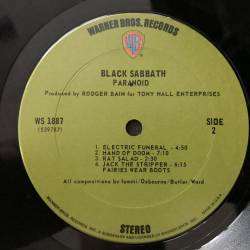 WARNER BROS. RECORDS
BLACK SABBATH
PARANOID
Produced by RODGER BAIN for TONY HALL ENTERPRISES
WS 1887
(S39787)
SIDE
2
1. ELECTRIC FUNERAL - 4:50
2. HAND OF DOOM - 7:10
3. RAT SALAD - 2:30
4. JACK THE STRIPPER - 6:15
FAIRIES WEAR BOOTS
All compositions by Iommi/Osbourne/Butler/Ward
STEREO